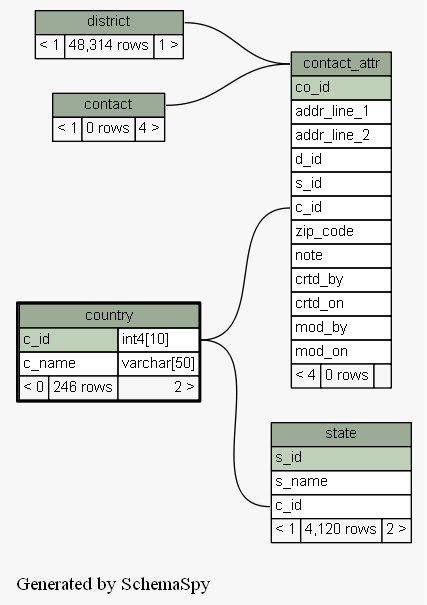 district
< 1 48,314 rows 1 >
contact
< 1 0 rows 4 >
contact_attr
co_id
addr_line_1
addr_line_2
d_id
s_id
c_id
zip_code
note
crtd_by
crtd_on
mod_by
mod_on
< 4 0 rows
country
c_id int4[10]
c_name varchar[50]
< 0 246 rows 2 >
state
s_id
s_name
c_id
< 1 4,120 rows 2 >
Generated by SchemaSpy